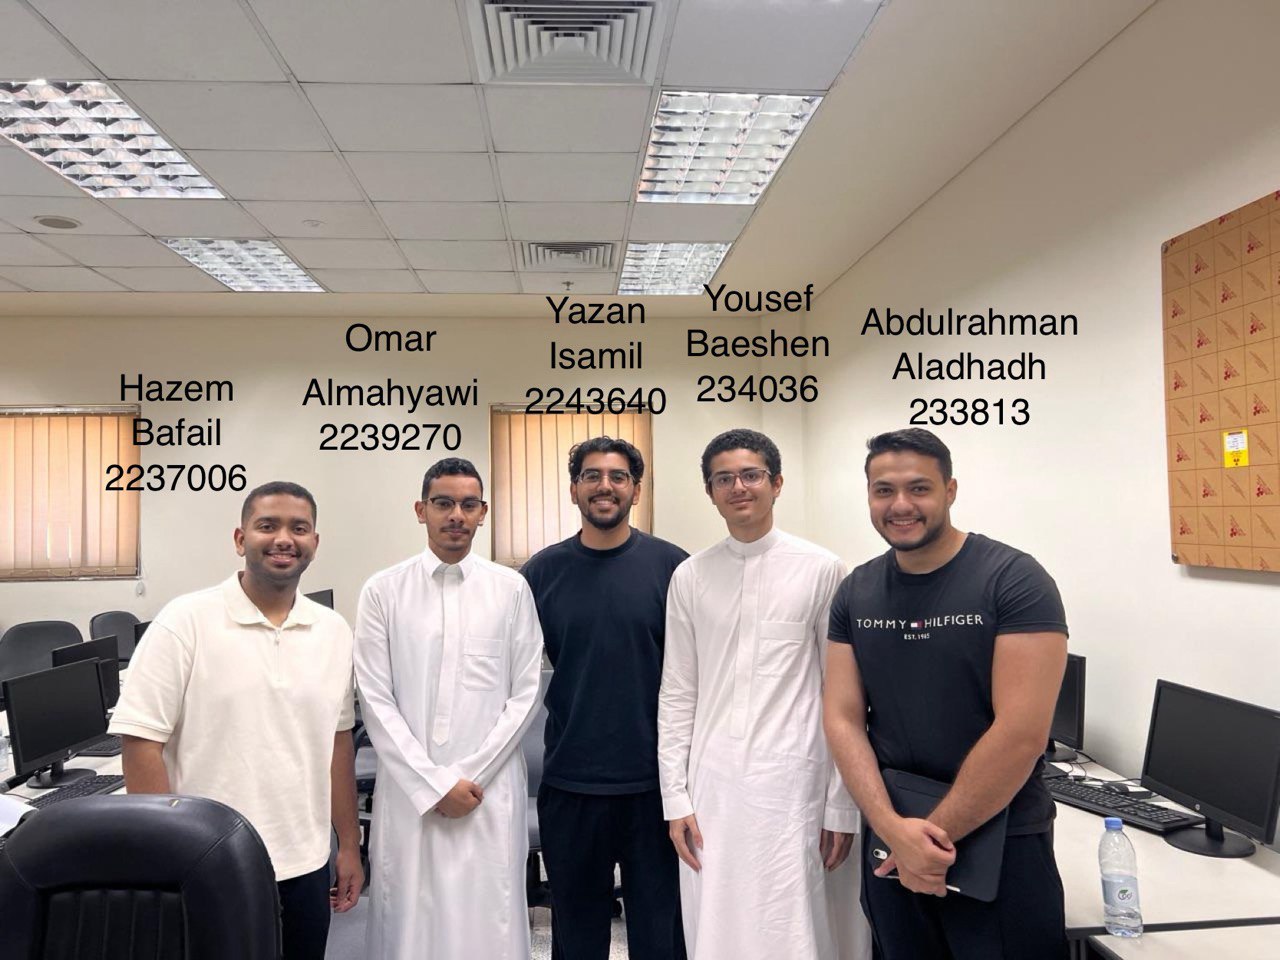 Hazem
Bafail
2237006
Omar
Almahyawi
2239270
Yazan
Isamil
2243640
Yousef
Baeshen
234036
Abdulrahman
Aladhadh
233813
TOMMY HILFIGER
EST. 1985